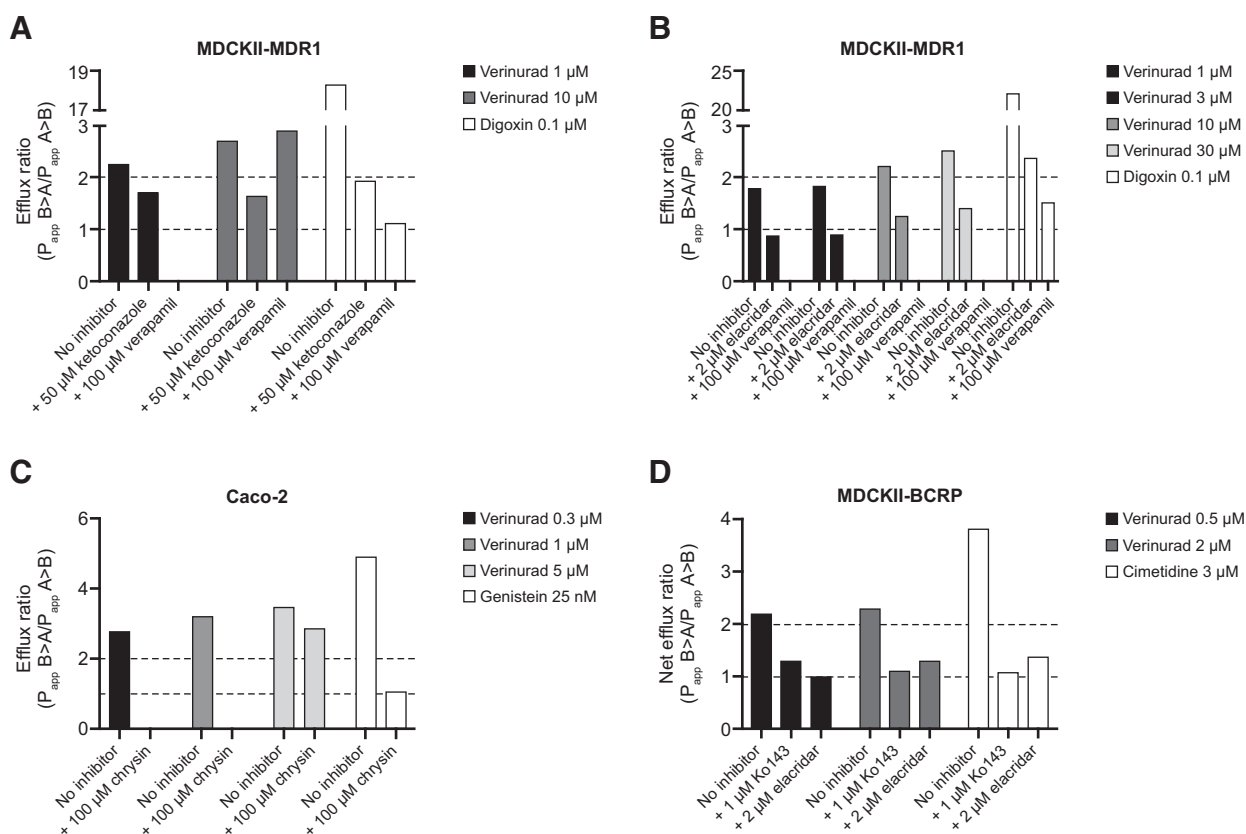 A
MDCKII-MDR1
Efflux ratio
(Papp B>A/Papp A>B)
19
17
3
2
1
0
No inhibitor
+ 50 µM ketoconazole
+ 100 µM verapamil
No inhibitor
+ 50 µM ketoconazole
+ 100 µM verapamil
No inhibitor
+ 50 µM ketoconazole
+ 100 µM verapamil
Verinurad 1 µM
Verinurad 10 µM
Digoxin 0.1 µM
B
MDCKII-MDR1
Efflux ratio
(Papp B>A/Papp A>B)
25
20
3
2
1
0
No inhibitor
+ 2 µM elacridar
+ 100 µM verapamil
No inhibitor
+ 2 µM elacridar
+ 100 µM verapamil
No inhibitor
+ 2 µM elacridar
+ 100 µM verapamil
No inhibitor
+ 2 µM elacridar
+ 100 µM verapamil
No inhibitor
+ 2 µM elacridar
+ 100 µM verapamil
Verinurad 1 µM
Verinurad 3 µM
Verinurad 10 µM
Verinurad 30 µM
Digoxin 0.1 µM
C
Caco-2
Efflux ratio
(Papp B>A/Papp A>B)
6
4
2
0
No inhibitor
+ 100 µM chrysin
No inhibitor
+ 100 µM chrysin
No inhibitor
+ 100 µM chrysin
No inhibitor
+ 100 µM chrysin
Verinurad 0.3 µM
Verinurad 1 µM
Verinurad 5 µM
Genistein 25 nM
D
MDCKII-BCRP
Net efflux ratio
(Papp B>A/Papp A>B)
4
3
2
1
0
No inhibitor
+ 1 µM Ko143
+ 2 µM elacridar
No inhibitor
+ 1 µM Ko143
+ 2 µM elacridar
No inhibitor
+ 1 µM Ko143
+ 2 µM elacridar
Verinurad 0.5 µM
Verinurad 2 µM
Cimetidine 3 µM